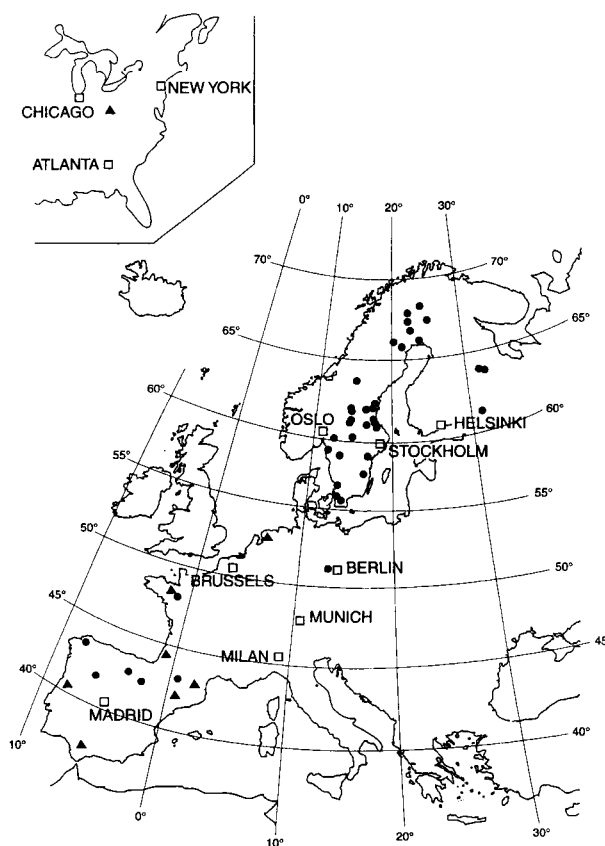 NEW YORK
CHICAGO
ATLANTA
0° 10° 20° 30°
70° 70°
65° 65°
60° 60°
OSLO
HELSINKI
STOCKHOLM
55° 55°
50° 50°
BRUSSELS
BERLIN
45° 45°
MUNICH
MILAN
40° 40°
MADRID
10°
0°
10°
20°
30°